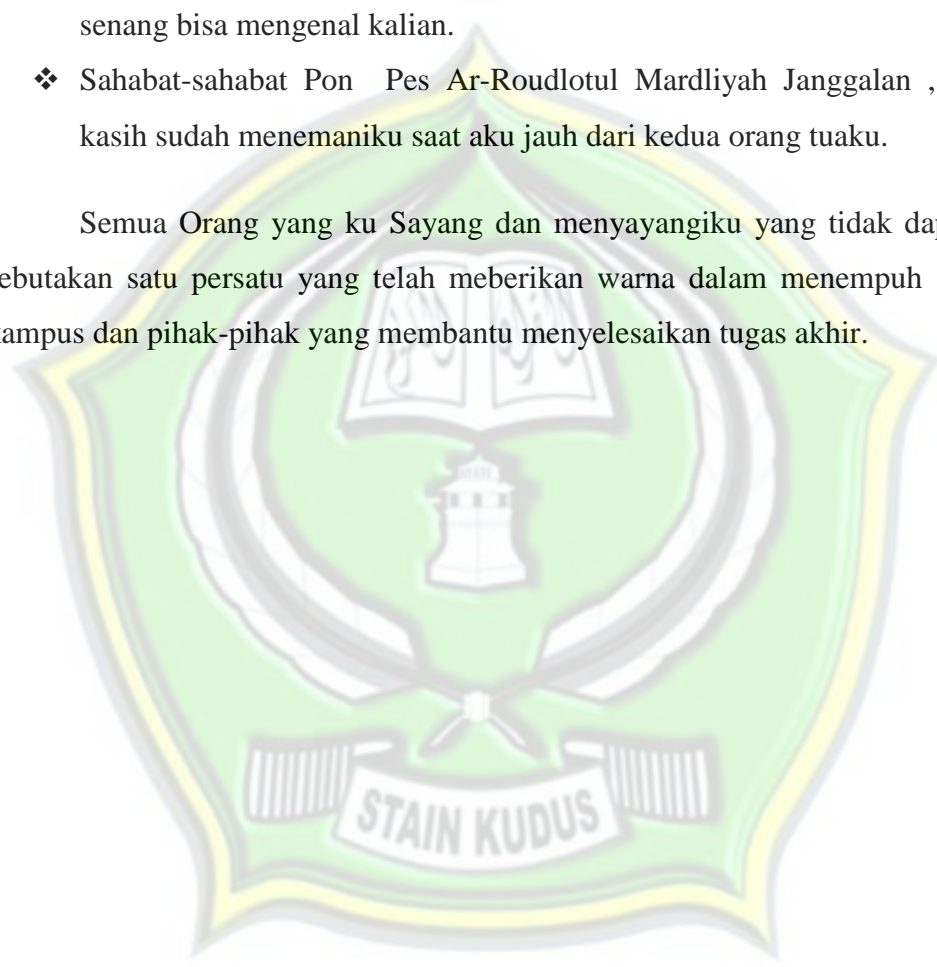 senang bisa mengenal kalian.
❖ Sahabat-sahabat Pon Pes Ar-Roudlotul Mardliyah Janggalan ,
kasih sudah menemaniku saat aku jauh dari kedua orang tuaku.
Semua Orang yang ku Sayang dan menyayangiku yang tidak
ebutakan satu persatu yang telah meberikan warna dalam menempuh
kampus dan pihak-pihak yang membantu menyelesaikan tugas akhir.
STAIN KUDUS